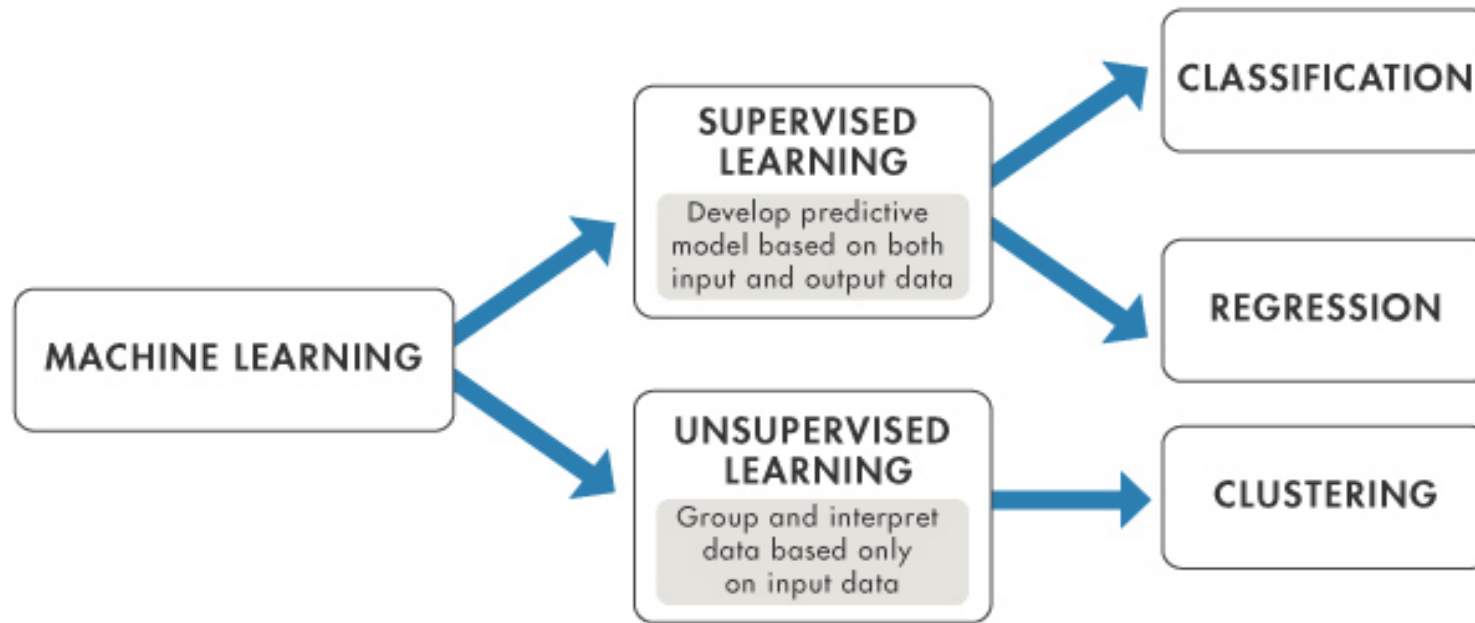 MACHINE LEARNING
SUPERVISED
LEARNING
Develop predictive
model based on both
input and output data
UNSUPERVISED
LEARNING
Group and interpret
data based only
on input data
CLASSIFICATION
REGRESSION
CLUSTERING